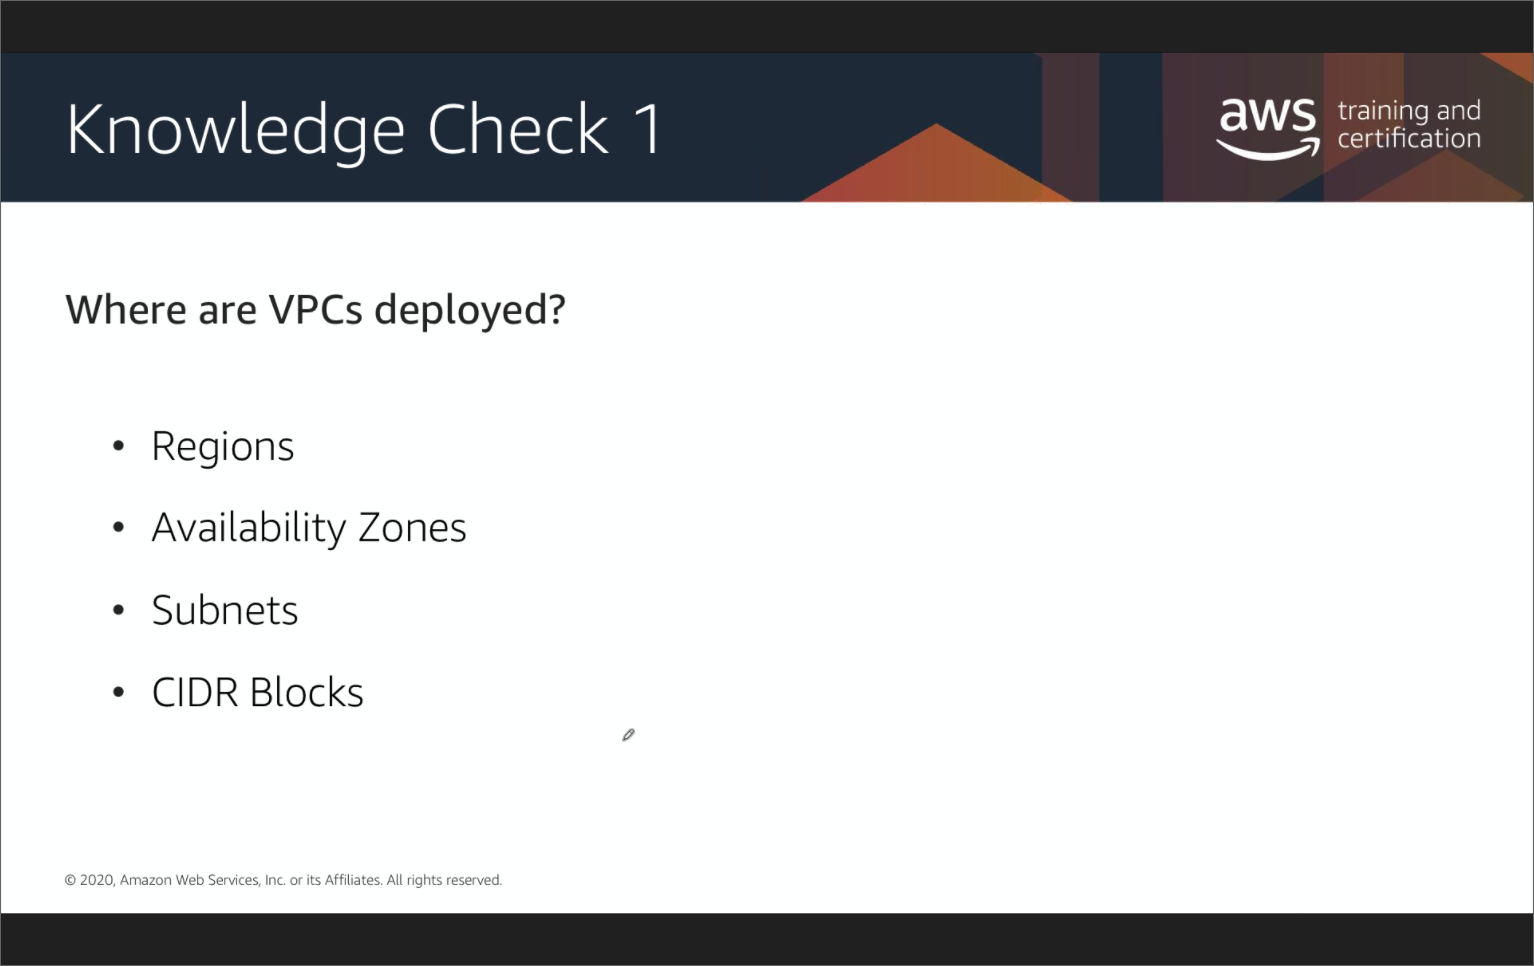 Knowledge Check 1
aws training and
certification
Where are VPCs deployed?
• Regions
• Availability Zones
• Subnets
• CIDR Blocks
© 2020, Amazon Web Services, Inc. or its Affiliates. All rights reserved.